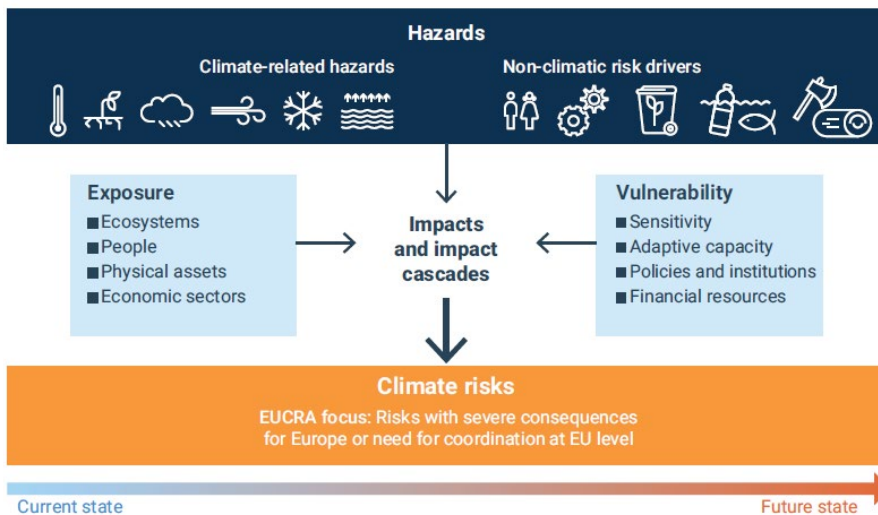 Hazards
Climate-related hazards
Non-climatic risk drivers
Exposure
■Ecosystems
■People
■Physical assets
■Economic sectors
Impacts
and impact
cascades
Vulnerability
■Sensitivity
■Adaptive capacity
■Policies and institutions
■Financial resources
Climate risks
EUCRA focus: Risks with severe consequences
for Europe or need for coordination at EU level
Current state
Future state